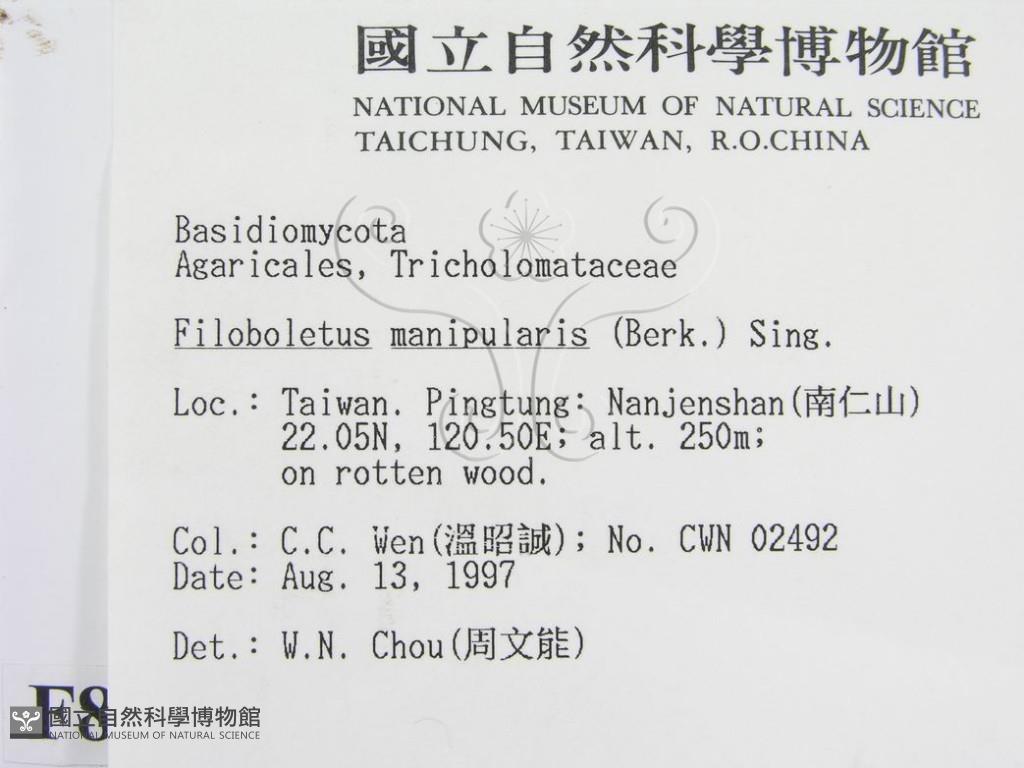 國立自然科學博物館
NATIONAL MUSEUM OF NATURAL SCIENCE
TAICHUNG, TAIWAN, R.O.CHINA
Basidiomycota
Agaricales, Tricholomataceae
Filoboletus manipularis (Berk.) Sing.
Loc.: Taiwan. Pingtung: Nanjenshan(南仁山)
22.05N, 120.50E; alt. 250m;
on rotten wood.
Col.: C.C. Wen(溫昭誠); No. CWN 02492
Date: Aug. 13, 1997
Det.: W.N. Chou(周文能)
F8
國立自然科學博物館
NATIONAL MUSEUM OF NATURAL SCIENCE